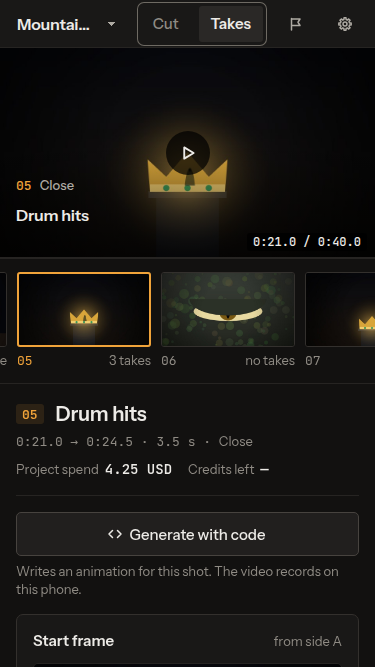 Mountai...
Cut
Takes
05 Close
Drum hits
0:21.0 / 0:40.0
e
05
3 takes
06
no takes
07
05 Drum hits
0:21.0 → 0:24.5 · 3.5 s · Close
Project spend 4.25 USD Credits left —
Generate with code
Writes an animation for this shot. The video records on
this phone.
Start frame
from side A